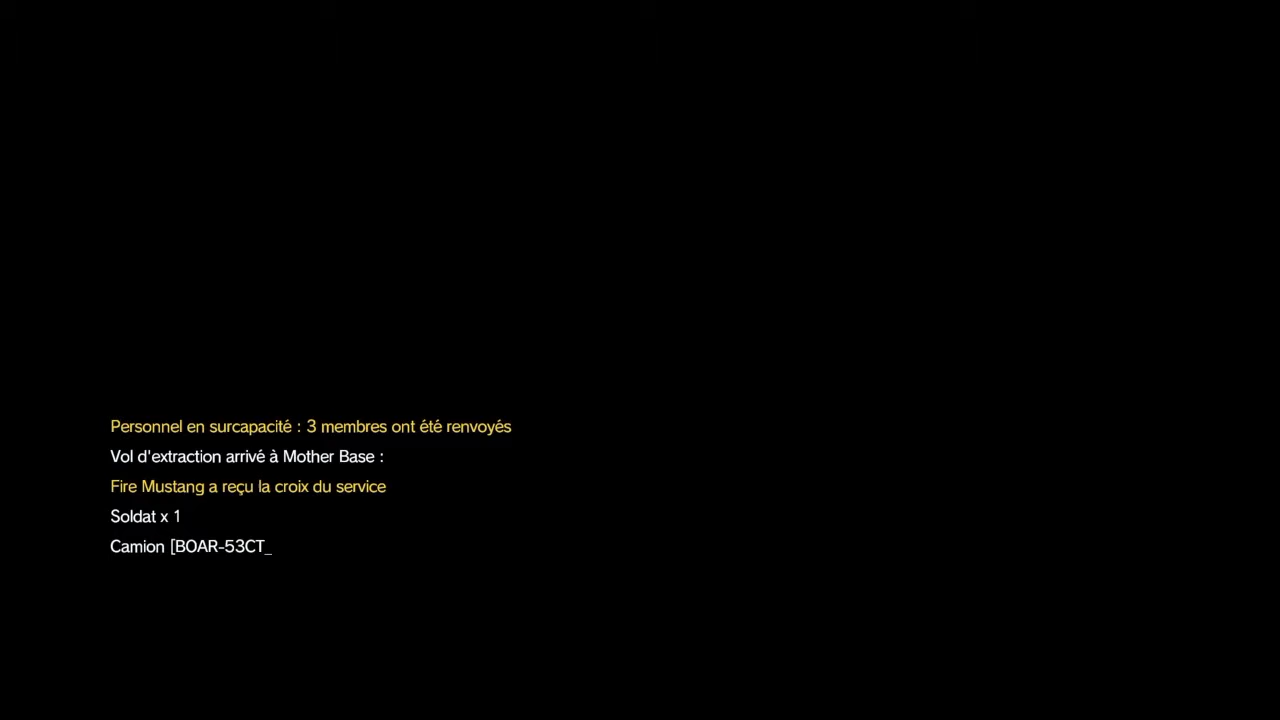 Personnel en surcapacité : 3 membres ont été renvoyés
Vol d'extraction arrivé à Mother Base :
Fire Mustang a reçu la croix du service
Soldat x 1
Camion [BOAR-53CT_